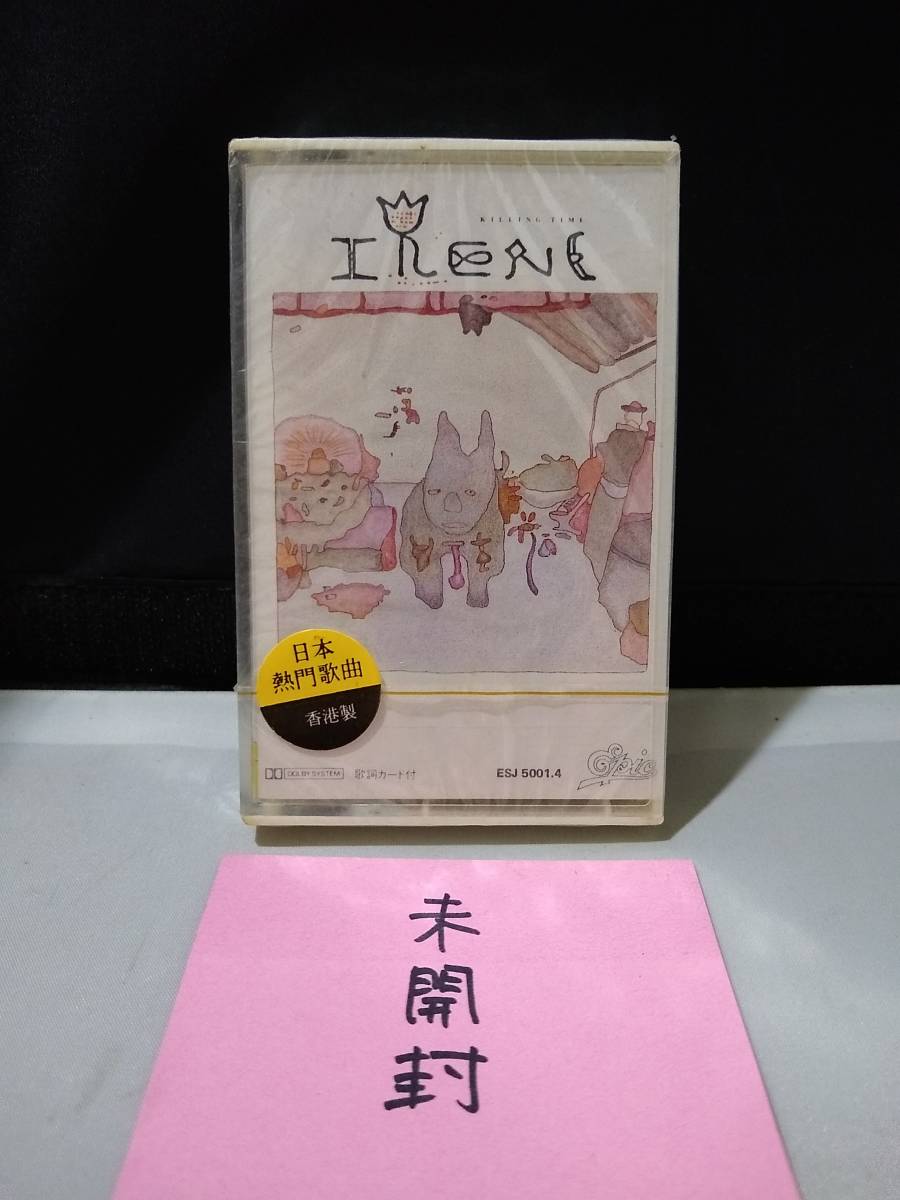 KILLING TIME
IRENE
日本
熱門歌曲
香港製
DOLBY SYSTEM
歌詞カード付
ESJ 5001.4
Epic
未
開
封